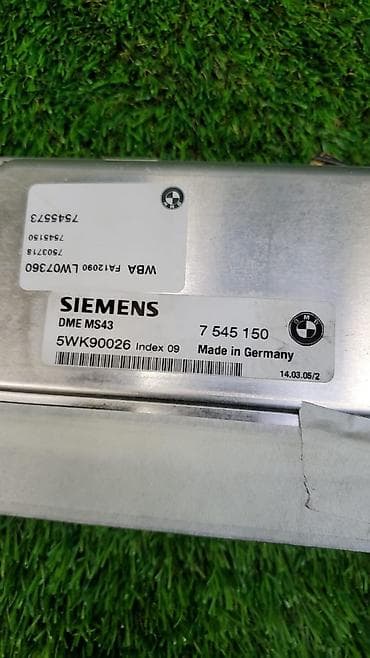 WBA FA12090 LW07360
7503718
7545150
7545573
SIEMENS
DME MS43
7 545 150
BMW
5WK90026 Index 09
Made in Germany
14.03.05/2